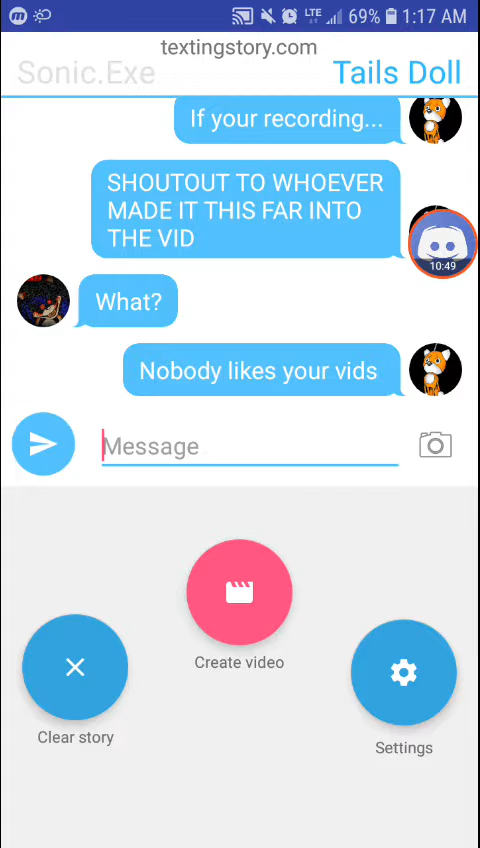 LTE 69% 1:17 AM
textingstory.com
Sonic.Exe Tails Doll
If your recording...
SHOUTOUT TO WHOEVER
MADE IT THIS FAR INTO
THE VID
10:49
What?
Nobody likes your vids
Message
Create video
Clear story
Settings